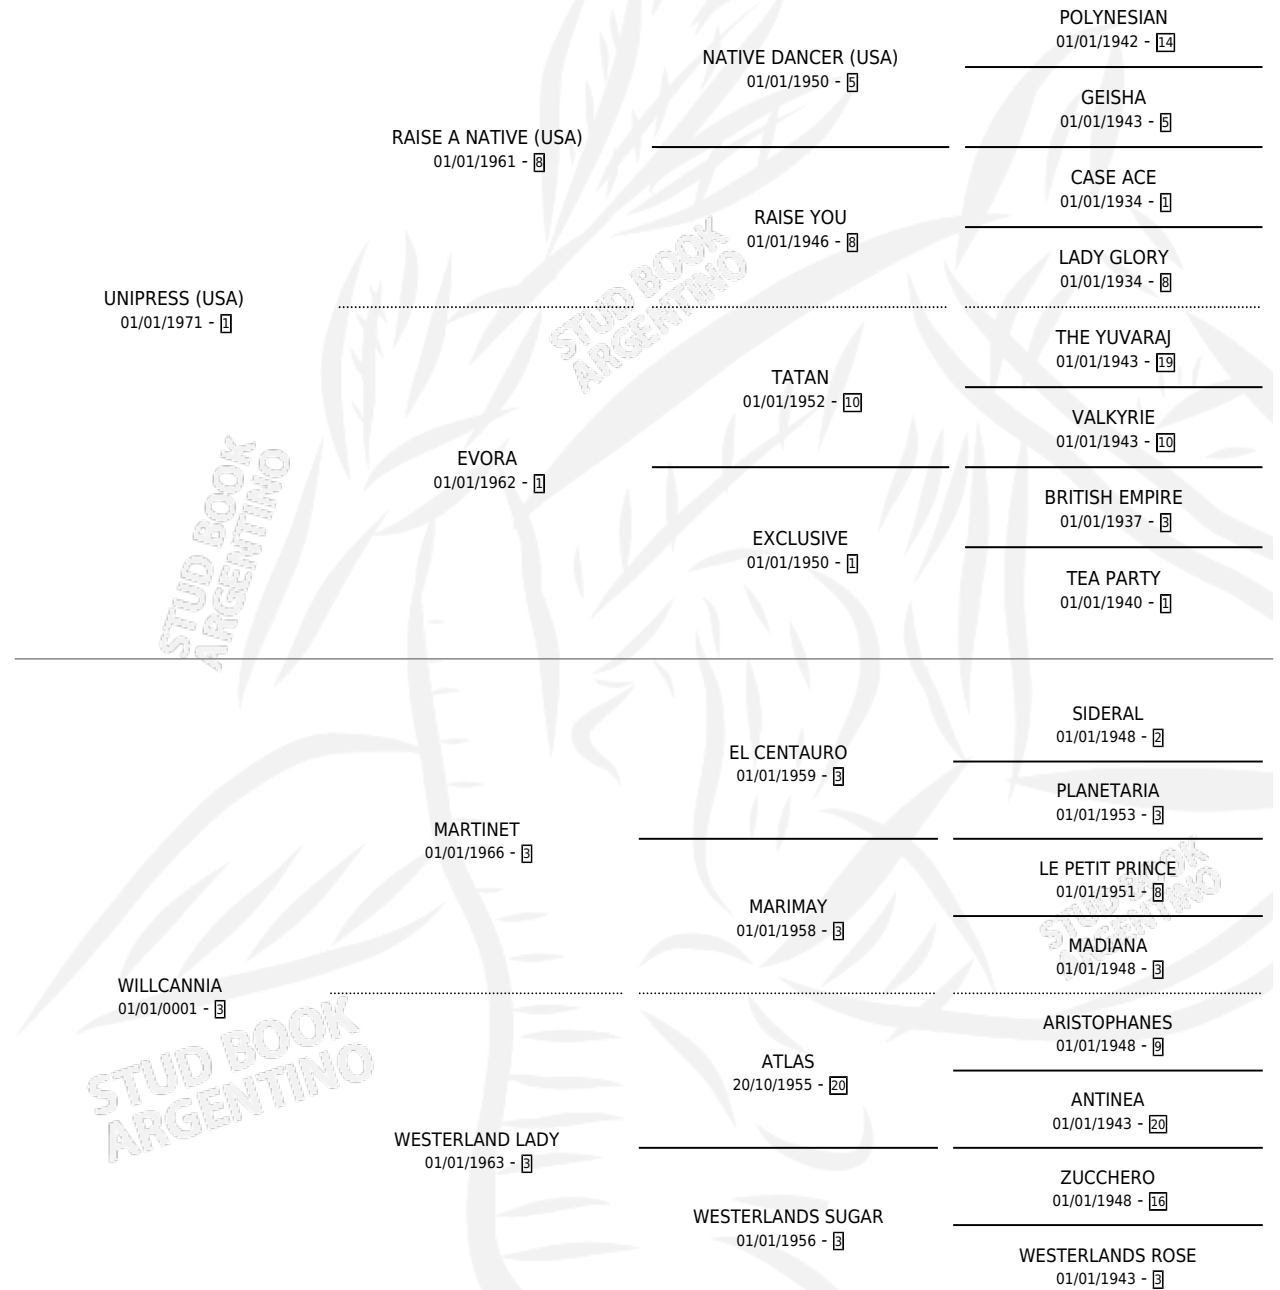 POLYNESIAN
01/01/1942 - 14
NATIVE DANCER (USA)
01/01/1950 - 5
GEISHA
01/01/1943 - 5
RAISE A NATIVE (USA)
01/01/1961 - 8
CASE ACE
01/01/1934 - 1
RAISE YOU
01/01/1946 - 8
LADY GLORY
01/01/1934 - 8
UNIPRESS (USA)
01/01/1971 - 1
THE YUVARAJ
01/01/1943 - 19
TATAN
01/01/1952 - 10
VALKYRIE
01/01/1943 - 10
EVORA
01/01/1962 - 1
BRITISH EMPIRE
01/01/1937 - 3
EXCLUSIVE
01/01/1950 - 1
TEA PARTY
01/01/1940 - 1
STUD BOOK
ARGENTINO
STUD BOOK
ARGENTINO
SIDERAL
01/01/1948 - 2
EL CENTAURO
01/01/1959 - 3
PLANETARIA
01/01/1953 - 3
MARTINET
01/01/1966 - 3
LE PETIT PRINCE
01/01/1951 - 8
MARIMAY
01/01/1958 - 3
MADIANA
01/01/1948 - 3
WILLCANNIA
01/01/0001 - 3
ARISTOPHANES
01/01/1948 - 9
ATLAS
20/10/1955 - 20
ANTINEA
01/01/1943 - 20
WESTERLAND LADY
01/01/1963 - 3
ZUCCHERO
01/01/1948 - 16
WESTERLANDS SUGAR
01/01/1956 - 3
WESTERLANDS ROSE
01/01/1943 - 3
STUD BOOK
ARGENTINO
STUD BOOK
ARGENTINO